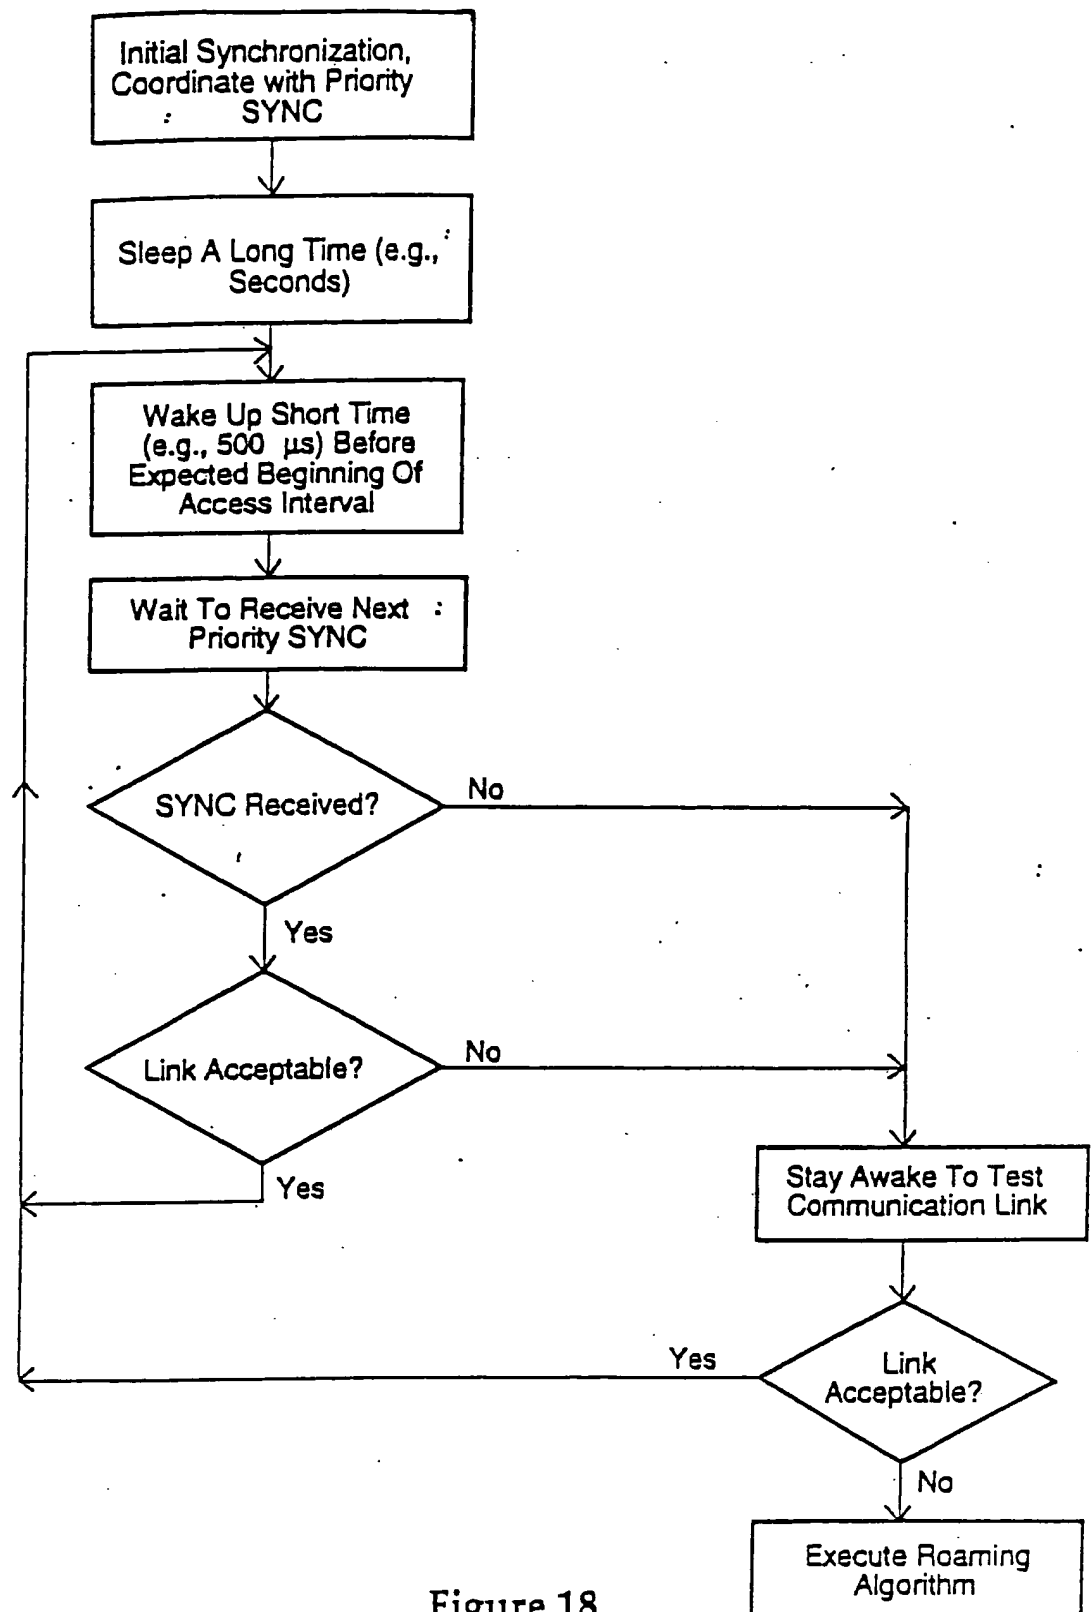 Initial Synchronization,
Coordinate with Priority
SYNC
Sleep A Long Time (e.g.,
Seconds)
Wake Up Short Time
(e.g., 500 µs) Before
Expected Beginning Of
Access Interval
Wait To Receive Next
Priority SYNC
SYNC Received?
No
Yes
Link Acceptable?
No
Yes
Stay Awake To Test
Communication Link
Link
Acceptable?
Yes
No
Execute Roaming
Algorithm
Figure 18